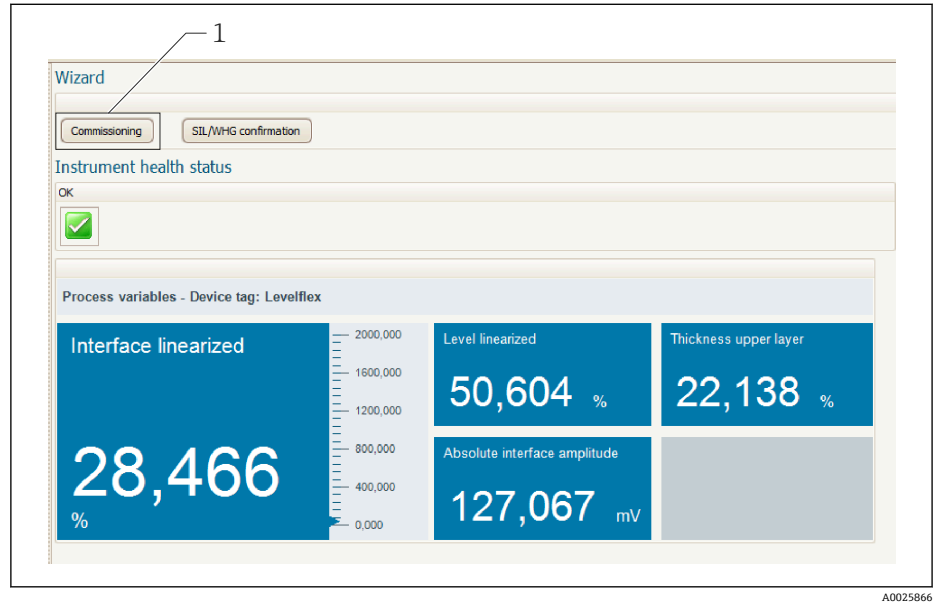 1
Wizard
Commissioning
SIL/WHG confirmation
Instrument health status
OK
Process variables - Device tag: Levelflex
Interface linearized
28,466
%
2000,000
1600,000
1200,000
800,000
400,000
0,000
Level linearized
50,604 %
Thickness upper layer
22,138 %
Absolute interface amplitude
127,067 mV
A0025866